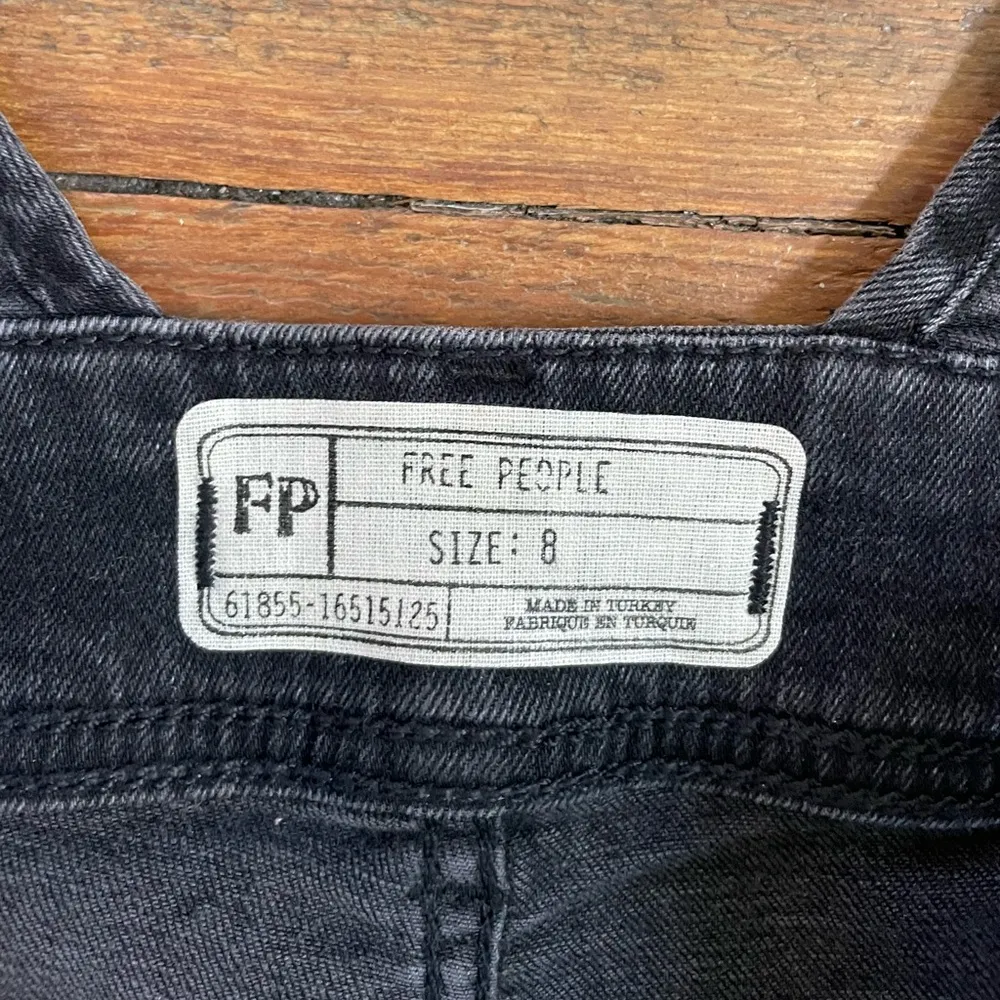 FP
FREE PEOPLE
SIZE: 8
61855-16515125
MADE IN TURKEY
FABRIQUE EN TURQUIE